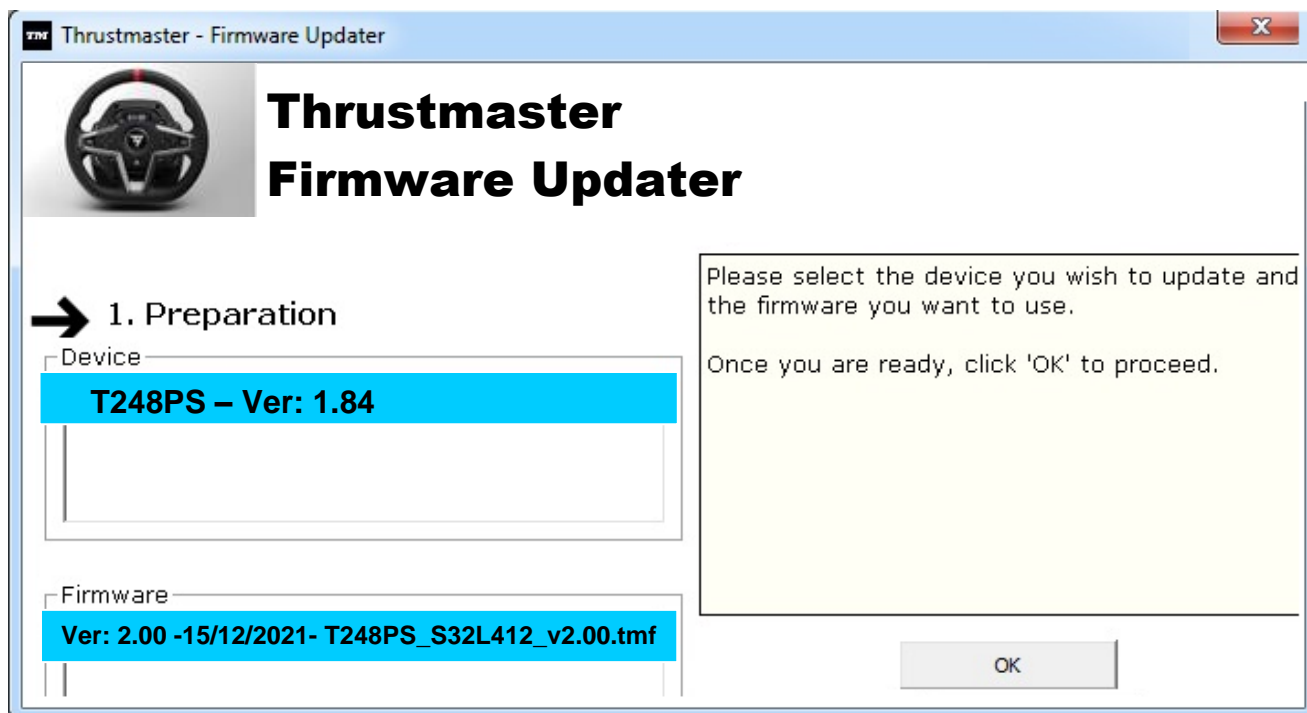 TM Thrustmaster - Firmware Updater
Thrustmaster
Firmware Updater
1. Preparation
Device
T248PS – Ver: 1.84
Firmware
Ver: 2.00 -15/12/2021- T248PS_S32L412_v2.00.tmf
Please select the device you wish to update and
the firmware you want to use.
Once you are ready, click 'OK' to proceed.
OK